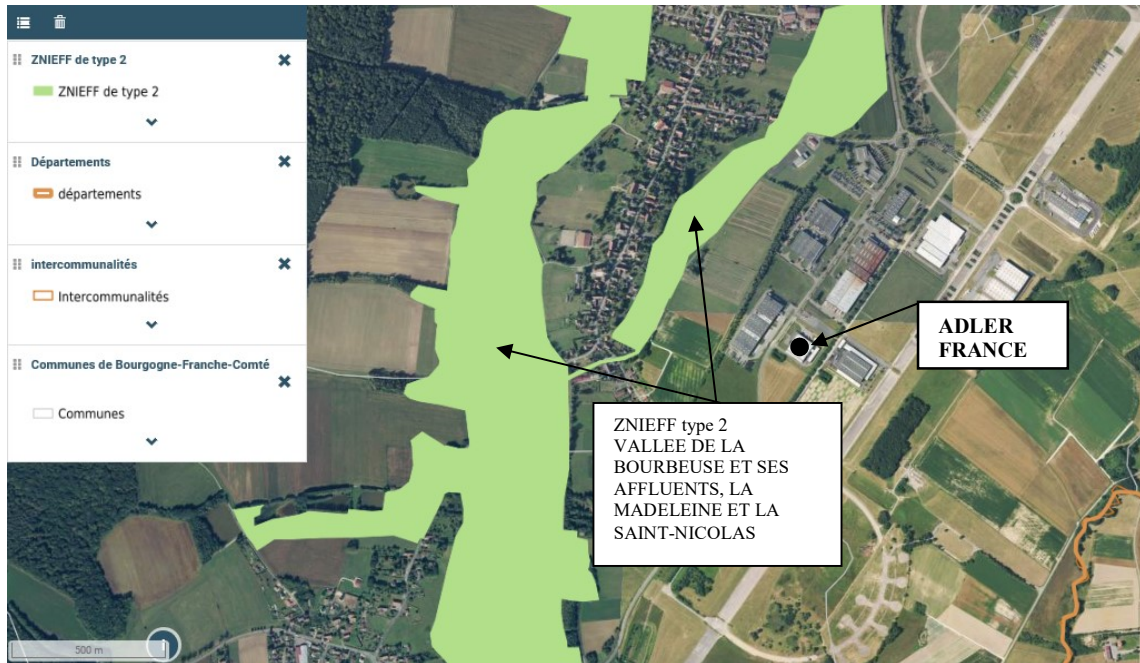 ZNIEFF de type 2
ZNIEFF de type 2
Départements
départements
intercommunalités
Intercommunalités
Communes de Bourgogne-Franche-Comté
Communes
500 m
ADLER
FRANCE
ZNIEFF type 2
VALLEE DE LA
BOURBEUSE ET SES
AFFLUENTS, LA
MADELEINE ET LA
SAINT-NICOLAS